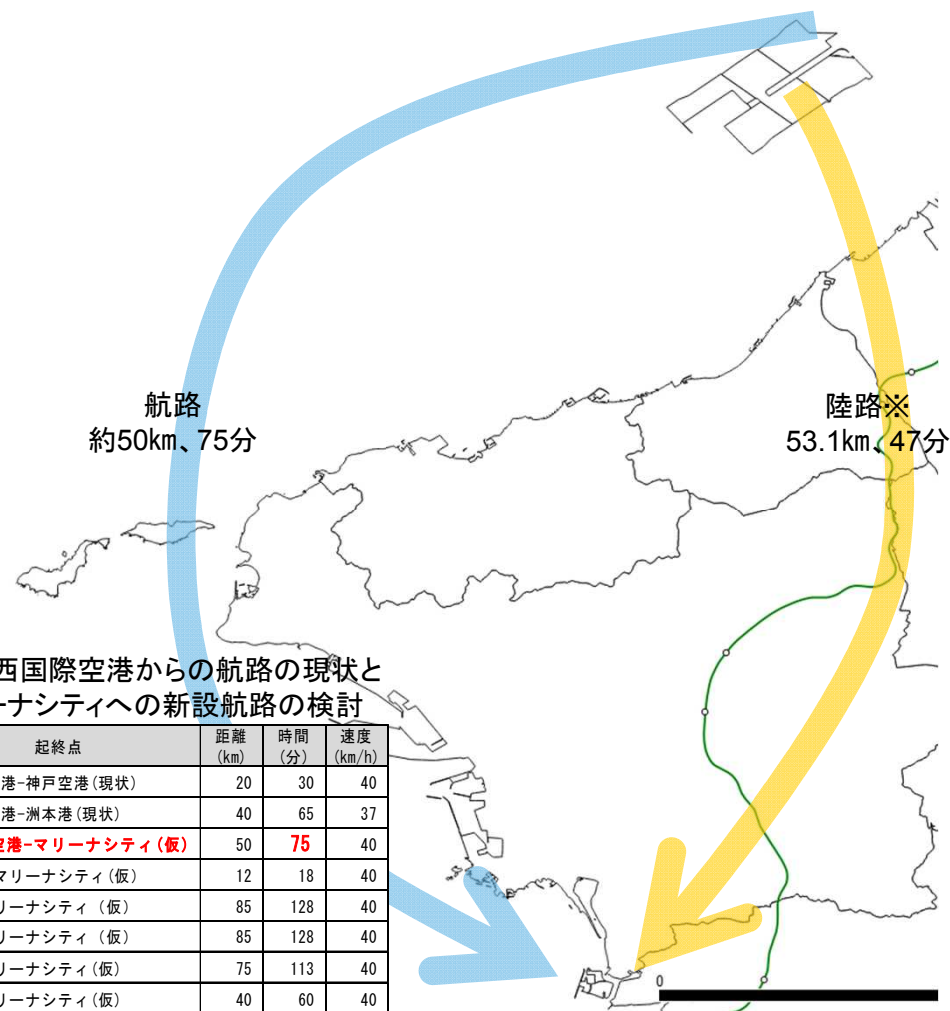 航路
約50km、75分
陸路※
53.1km、47分
西国際空港からの航路の現状と
ーナシティへの新設航路の検討
起終点 距離(km) 時間(分) 速度(km/h)
港-神戸空港(現状) 20 30 40
港-洲本港(現状) 40 65 37
空港-マリーナシティ(仮) 50 75 40
マリーナシティ(仮) 12 18 40
リーナシティ(仮) 85 128 40
リーナシティ(仮) 85 128 40
リーナシティ(仮) 75 113 40
リーナシティ(仮) 40 60 40
0